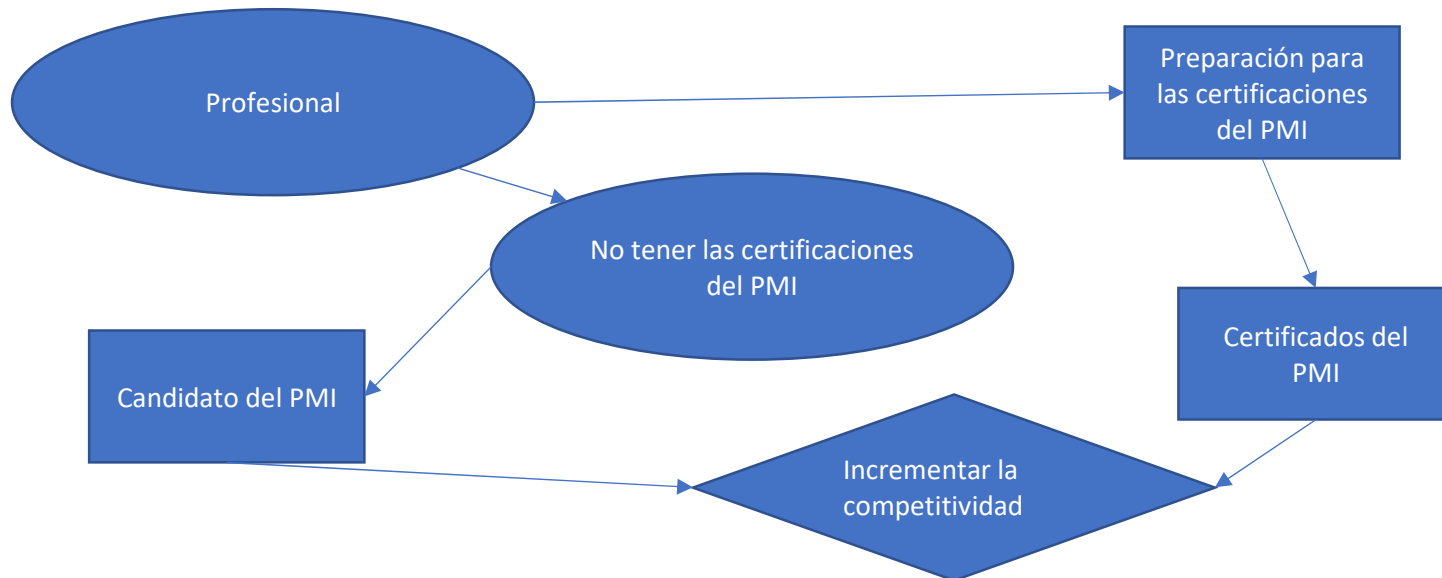 Profesional
Preparación para
las certificaciones
del PMI
No tener las certificaciones
del PMI
Candidato del PMI
Certificados del
PMI
Incrementar la
competitividad